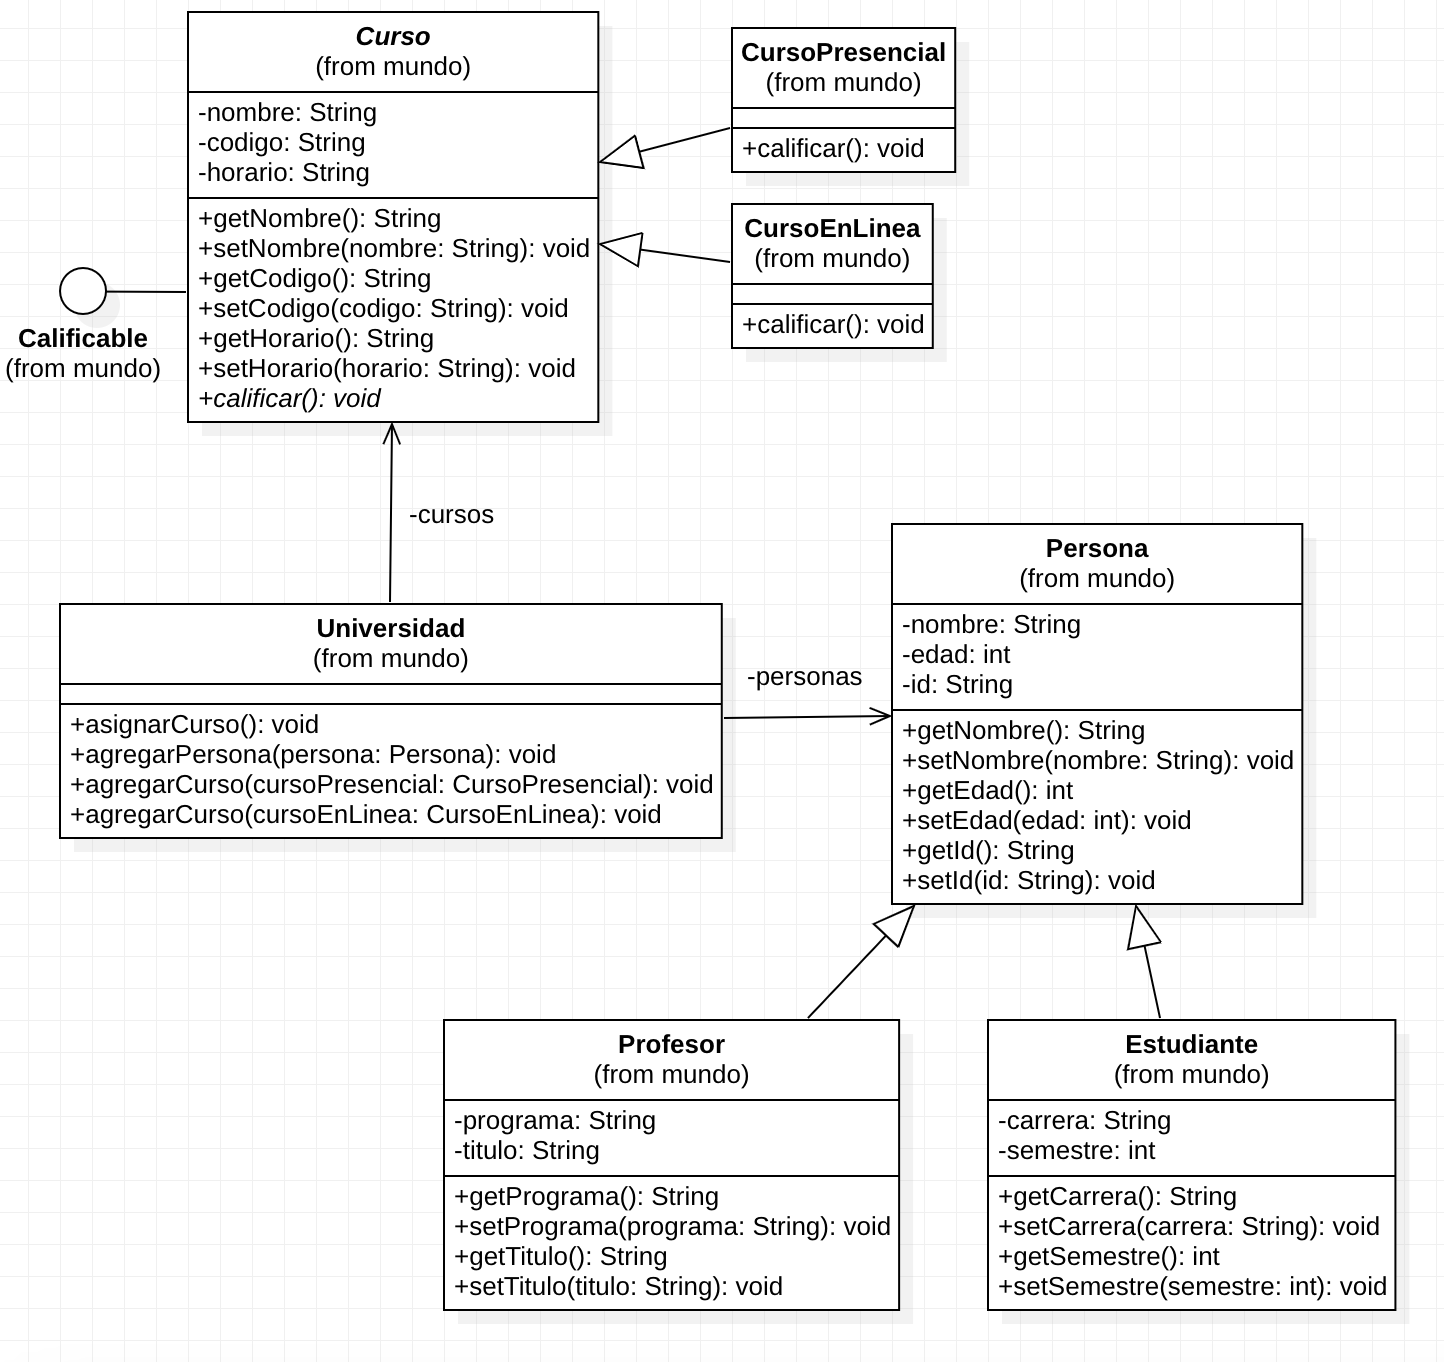 Curso
(from mundo)
-nombre: String
-codigo: String
-horario: String
+getNombre(): String
+setNombre(nombre: String): void
+getCodigo(): String
+setCodigo(codigo: String): void
+getHorario(): String
+setHorario(horario: String): void
+calificar(): void
CursoPresencial
(from mundo)
+calificar(): void
CursoEnLinea
(from mundo)
+calificar(): void
Calificable
(from mundo)
-cursos
Universidad
(from mundo)
+asignarCurso(): void
+agregarPersona(persona: Persona): void
+agregarCurso(cursoPresencial: CursoPresencial): void
+agregarCurso(cursoEnLinea: CursoEnLinea): void
-personas
Persona
(from mundo)
-nombre: String
-edad: int
-id: String
+getNombre(): String
+setNombre(nombre: String): void
+getEdad(): int
+setEdad(edad: int): void
+getId(): String
+setId(id: String): void
Profesor
(from mundo)
-programa: String
-titulo: String
+getPrograma(): String
+setPrograma(programa: String): void
+getTitulo(): String
+setTitulo(titulo: String): void
Estudiante
(from mundo)
-carrera: String
-semestre: int
+getCarrera(): String
+setCarrera(carrera: String): void
+getSemestre(): int
+setSemestre(semestre: int): void